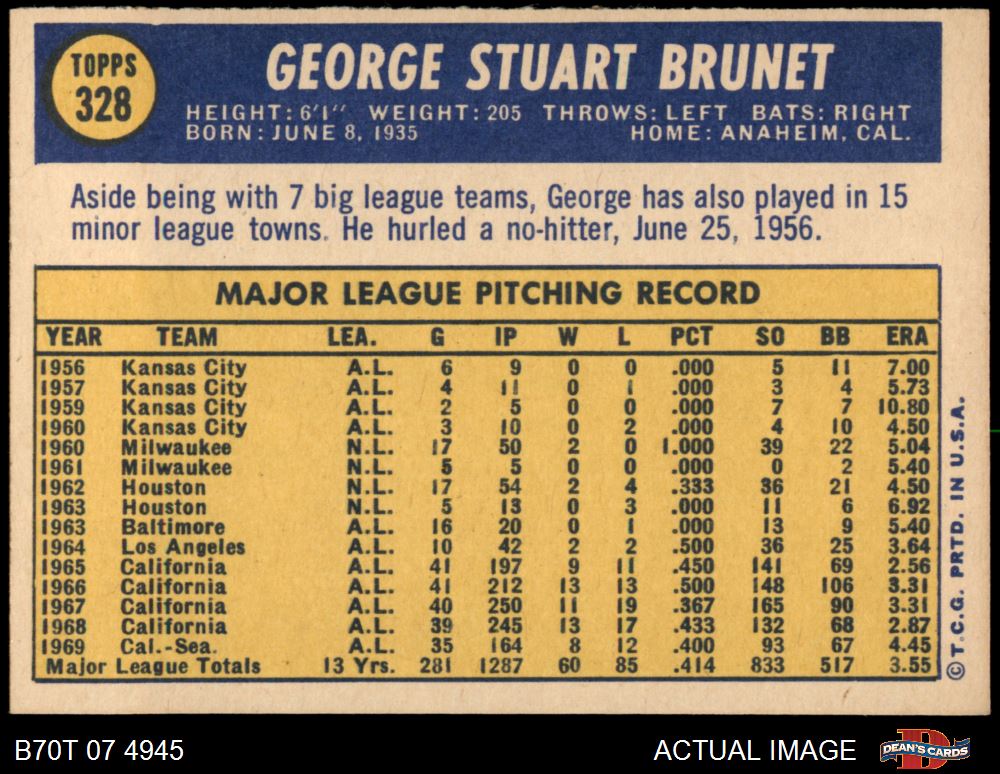 TOPPS
328
GEORGE STUART BRUNET
HEIGHT: 6'1" WEIGHT: 205 THROWS: LEFT BATS: RIGHT
BORN: JUNE 8, 1935 HOME: ANAHEIM, CAL.
Aside being with 7 big league teams, George has also played in 15
minor league towns. He hurled a no-hitter, June 25, 1956.
MAJOR LEAGUE PITCHING RECORD
YEAR TEAM LEA. G IP W L PCT SO BB ERA
1956 Kansas City A.L. 6 9 0 0 .000 5 11 7.00
1957 Kansas City A.L. 4 11 0 1 .000 3 4 5.73
1959 Kansas City A.L. 2 5 0 0 .000 7 7 10.80
1960 Kansas City A.L. 3 10 0 2 .000 4 10 4.50
1960 Milwaukee N.L. 17 50 2 0 1.000 39 22 5.04
1961 Milwaukee N.L. 5 5 0 0 .000 0 2 5.40
1962 Houston N.L. 17 54 2 4 .333 36 21 4.50
1963 Houston N.L. 5 13 0 3 .000 11 6 6.92
1963 Baltimore A.L. 16 20 0 1 .000 13 9 5.40
1964 Los Angeles A.L. 10 42 2 2 .500 36 25 3.64
1965 California A.L. 41 197 9 11 .450 141 69 2.56
1966 California A.L. 41 212 13 13 .500 148 106 3.31
1967 California A.L. 40 250 11 19 .367 165 90 3.31
1968 California A.L. 39 245 13 17 .433 132 68 2.87
1969 Cal.-Sea. A.L. 35 164 8 12 .400 93 67 4.45
Major League Totals 13 Yrs. 281 1287 60 85 .414 833 517 3.55
© T.C.G. PRTD. IN U.S.A.
B70T 07 4945 ACTUAL IMAGE DEAN'S CARDS